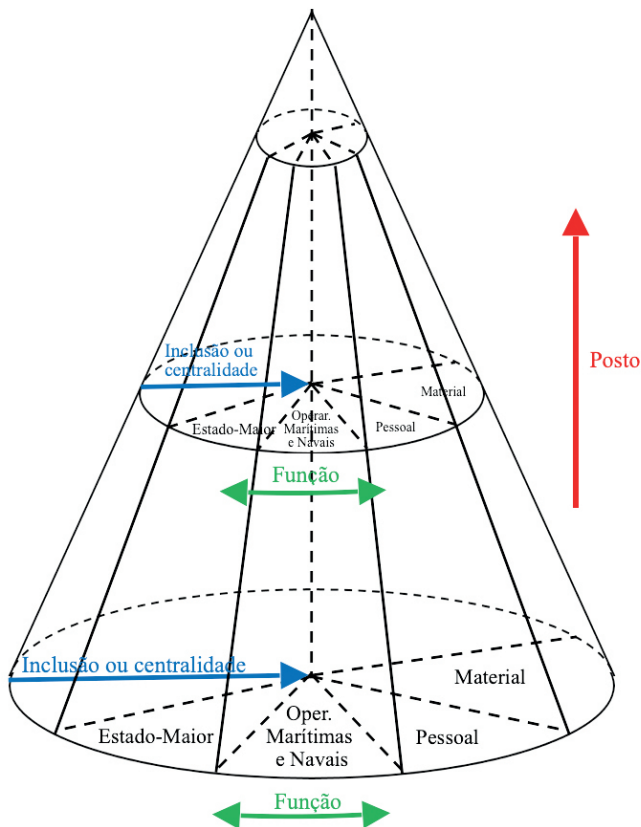 Inclusão ou
centralidade
Posto
Material
Estado-Maior
Operar.
Marítimas
e Navais
Pessoal
Função
Inclusão ou centralidade
Material
Estado-Maior
Oper.
Marítimas
e Navais
Pessoal
Função